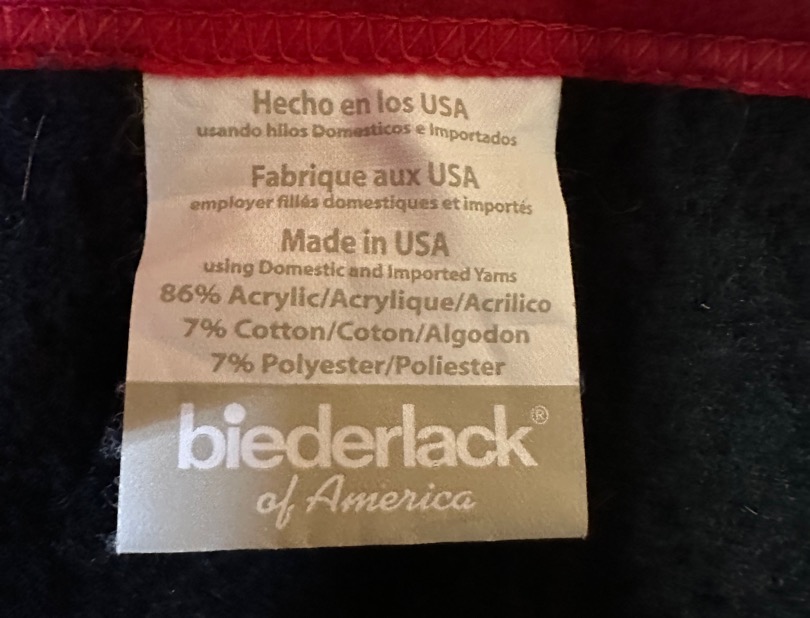 Hecho en los USA
usando hilos Domesticos e Importados
Fabrique aux USA
employer fillés domestiques et importés
Made in USA
using Domestic and Imported Yarns
86% Acrylic/Acrylique/Acrilico
7% Cotton/Coton/Algodon
7% Polyester/Poliester
biederlack®
of America